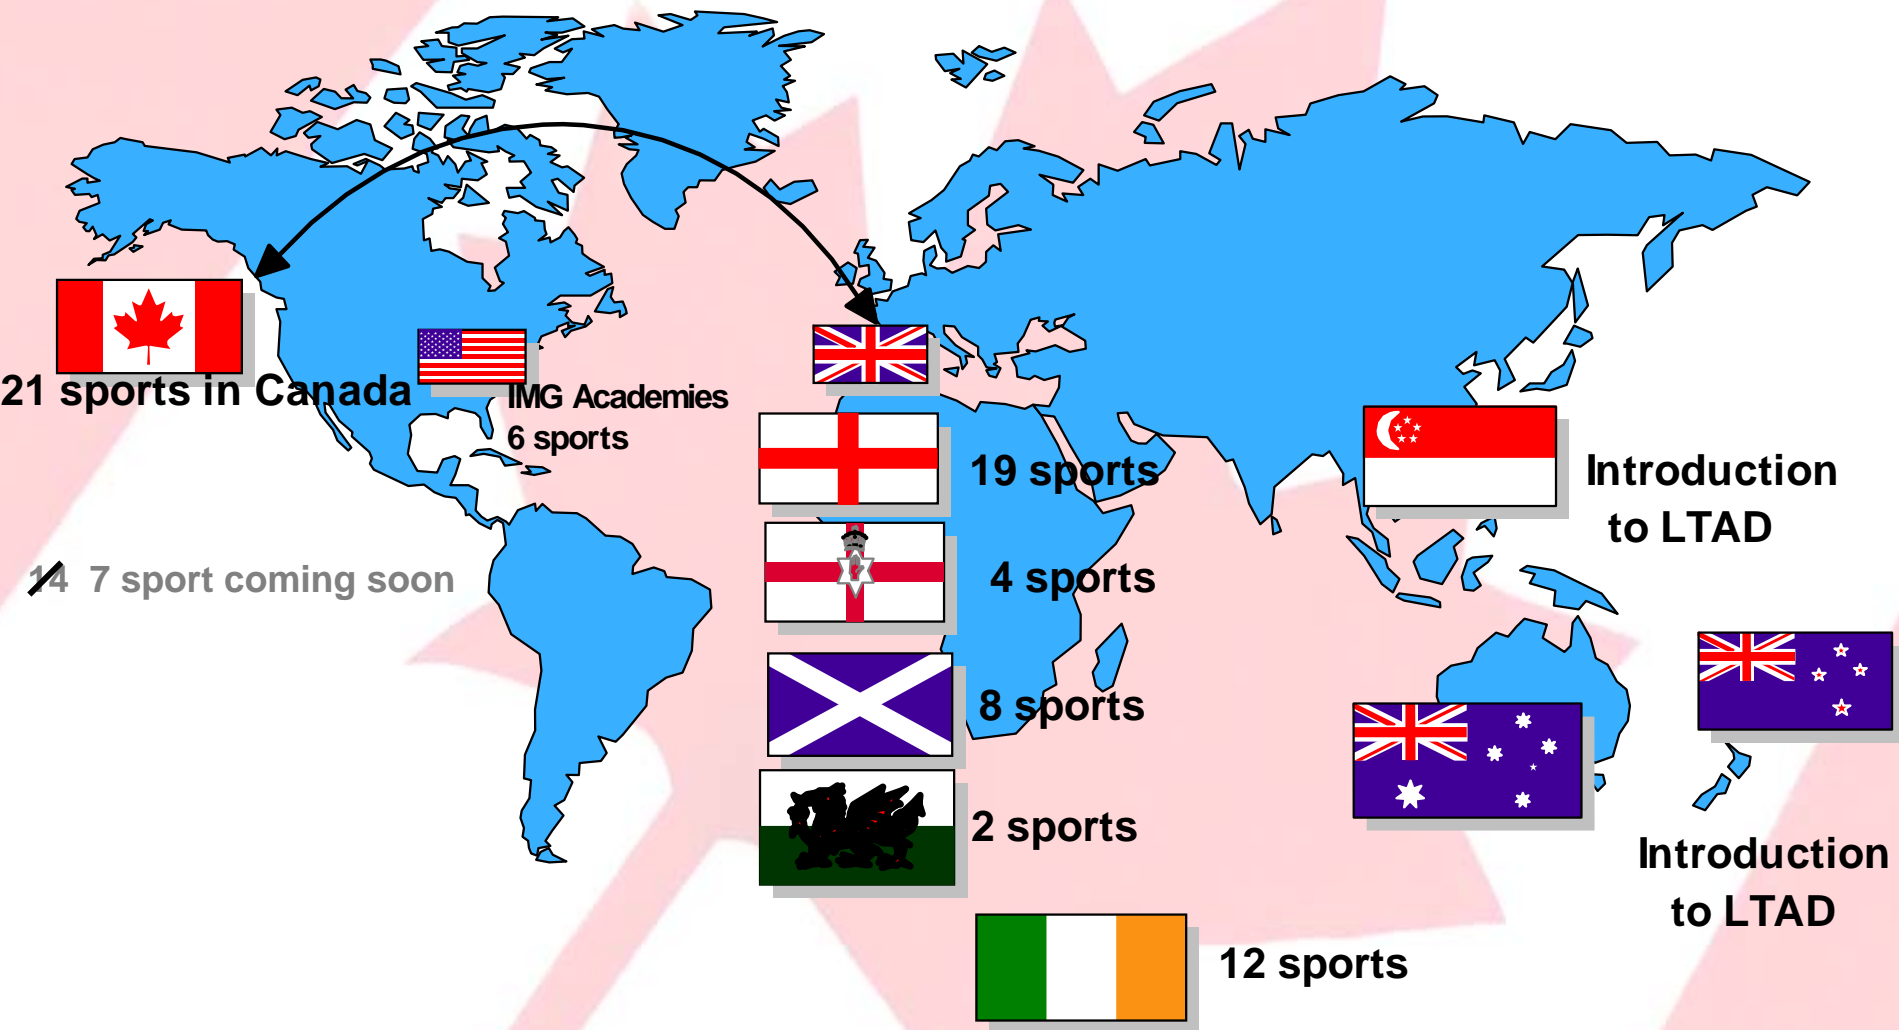 21 sports in Canada
IMG Academies
6 sports
19 sports
Introduction
to LTAD
14 7 sport coming soon
4 sports
8 sports
2 sports
Introduction
to LTAD
12 sports